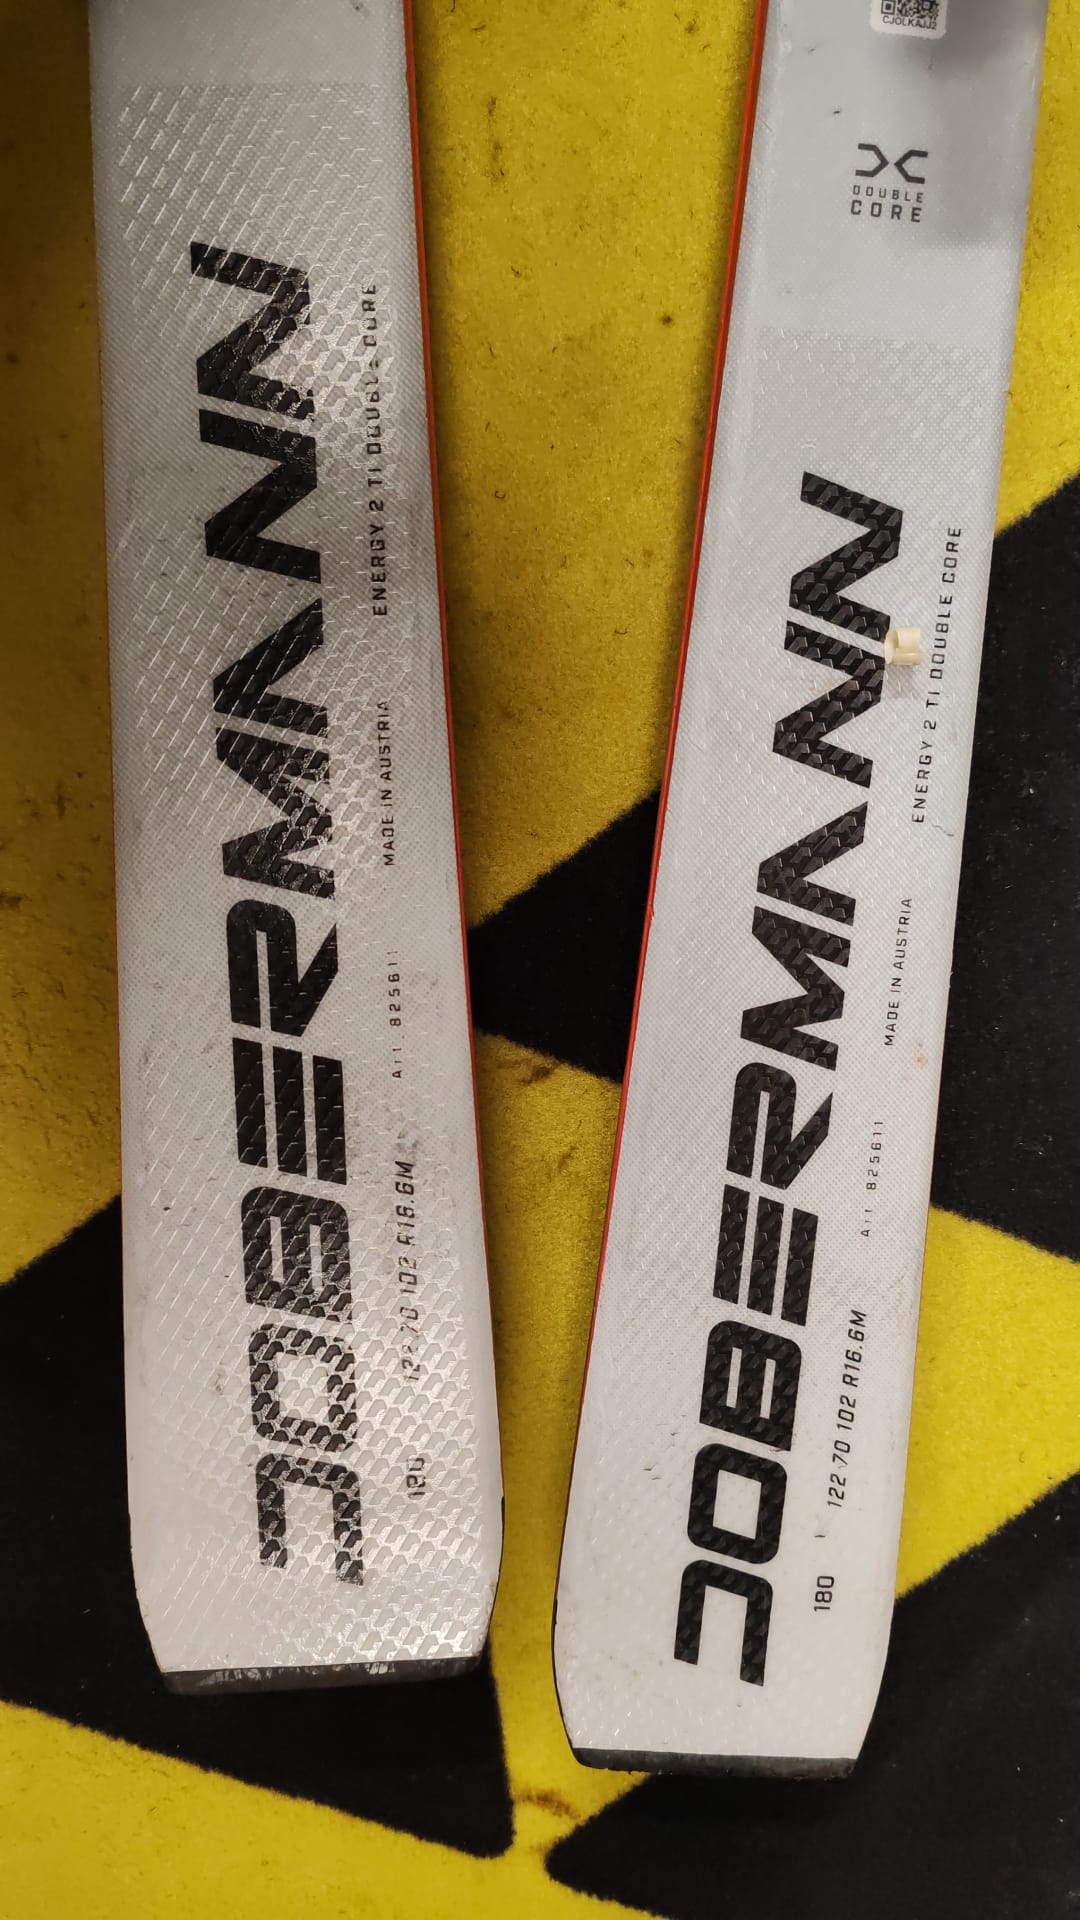 DOBERMANN
ENERGY 2 TI DOUBLE CORE
MADE IN AUSTRIA
Art 825611
122 70 102 R16.6M
180
CJOLKAJJ2
DOUBLE
CORE
DOBERMANN
ENERGY 2 TI DOUBLE CORE
MADE IN AUSTRIA
Art 825611
122 70 102 R16.6M
180